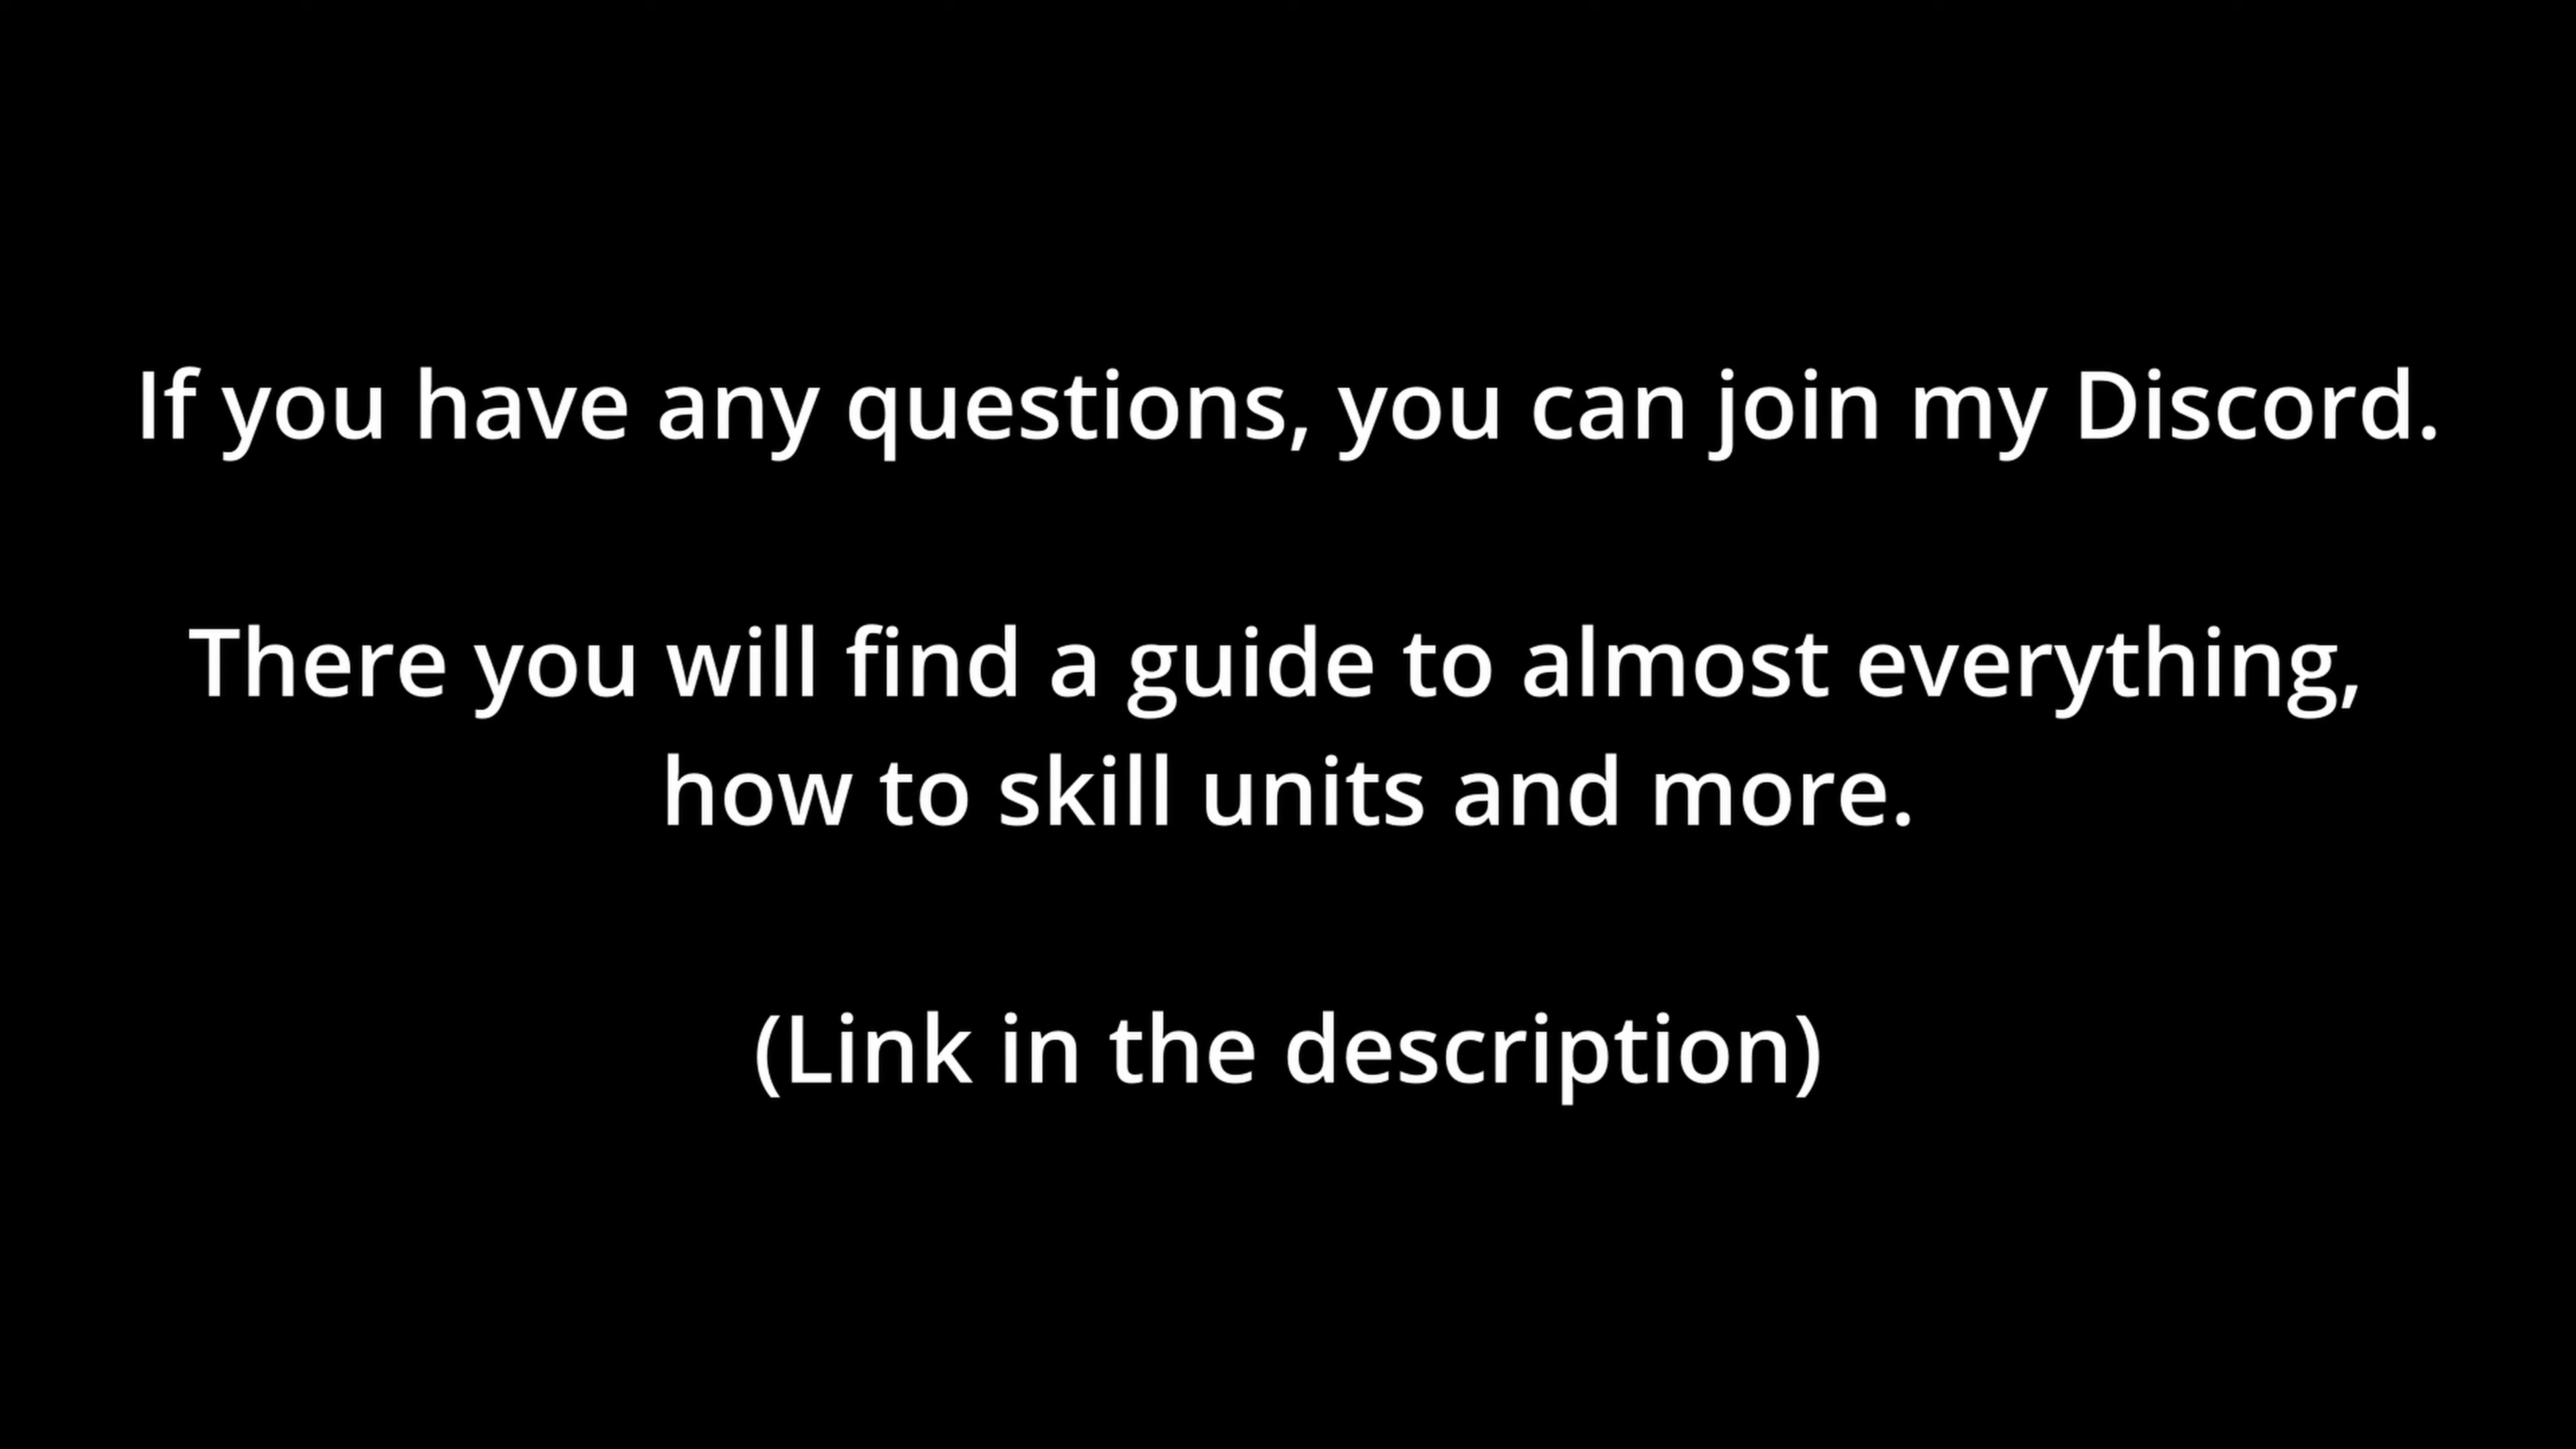 If you have any questions, you can join my Discord.
There you will find a guide to almost everything,
how to skill units and more.
(Link in the description)